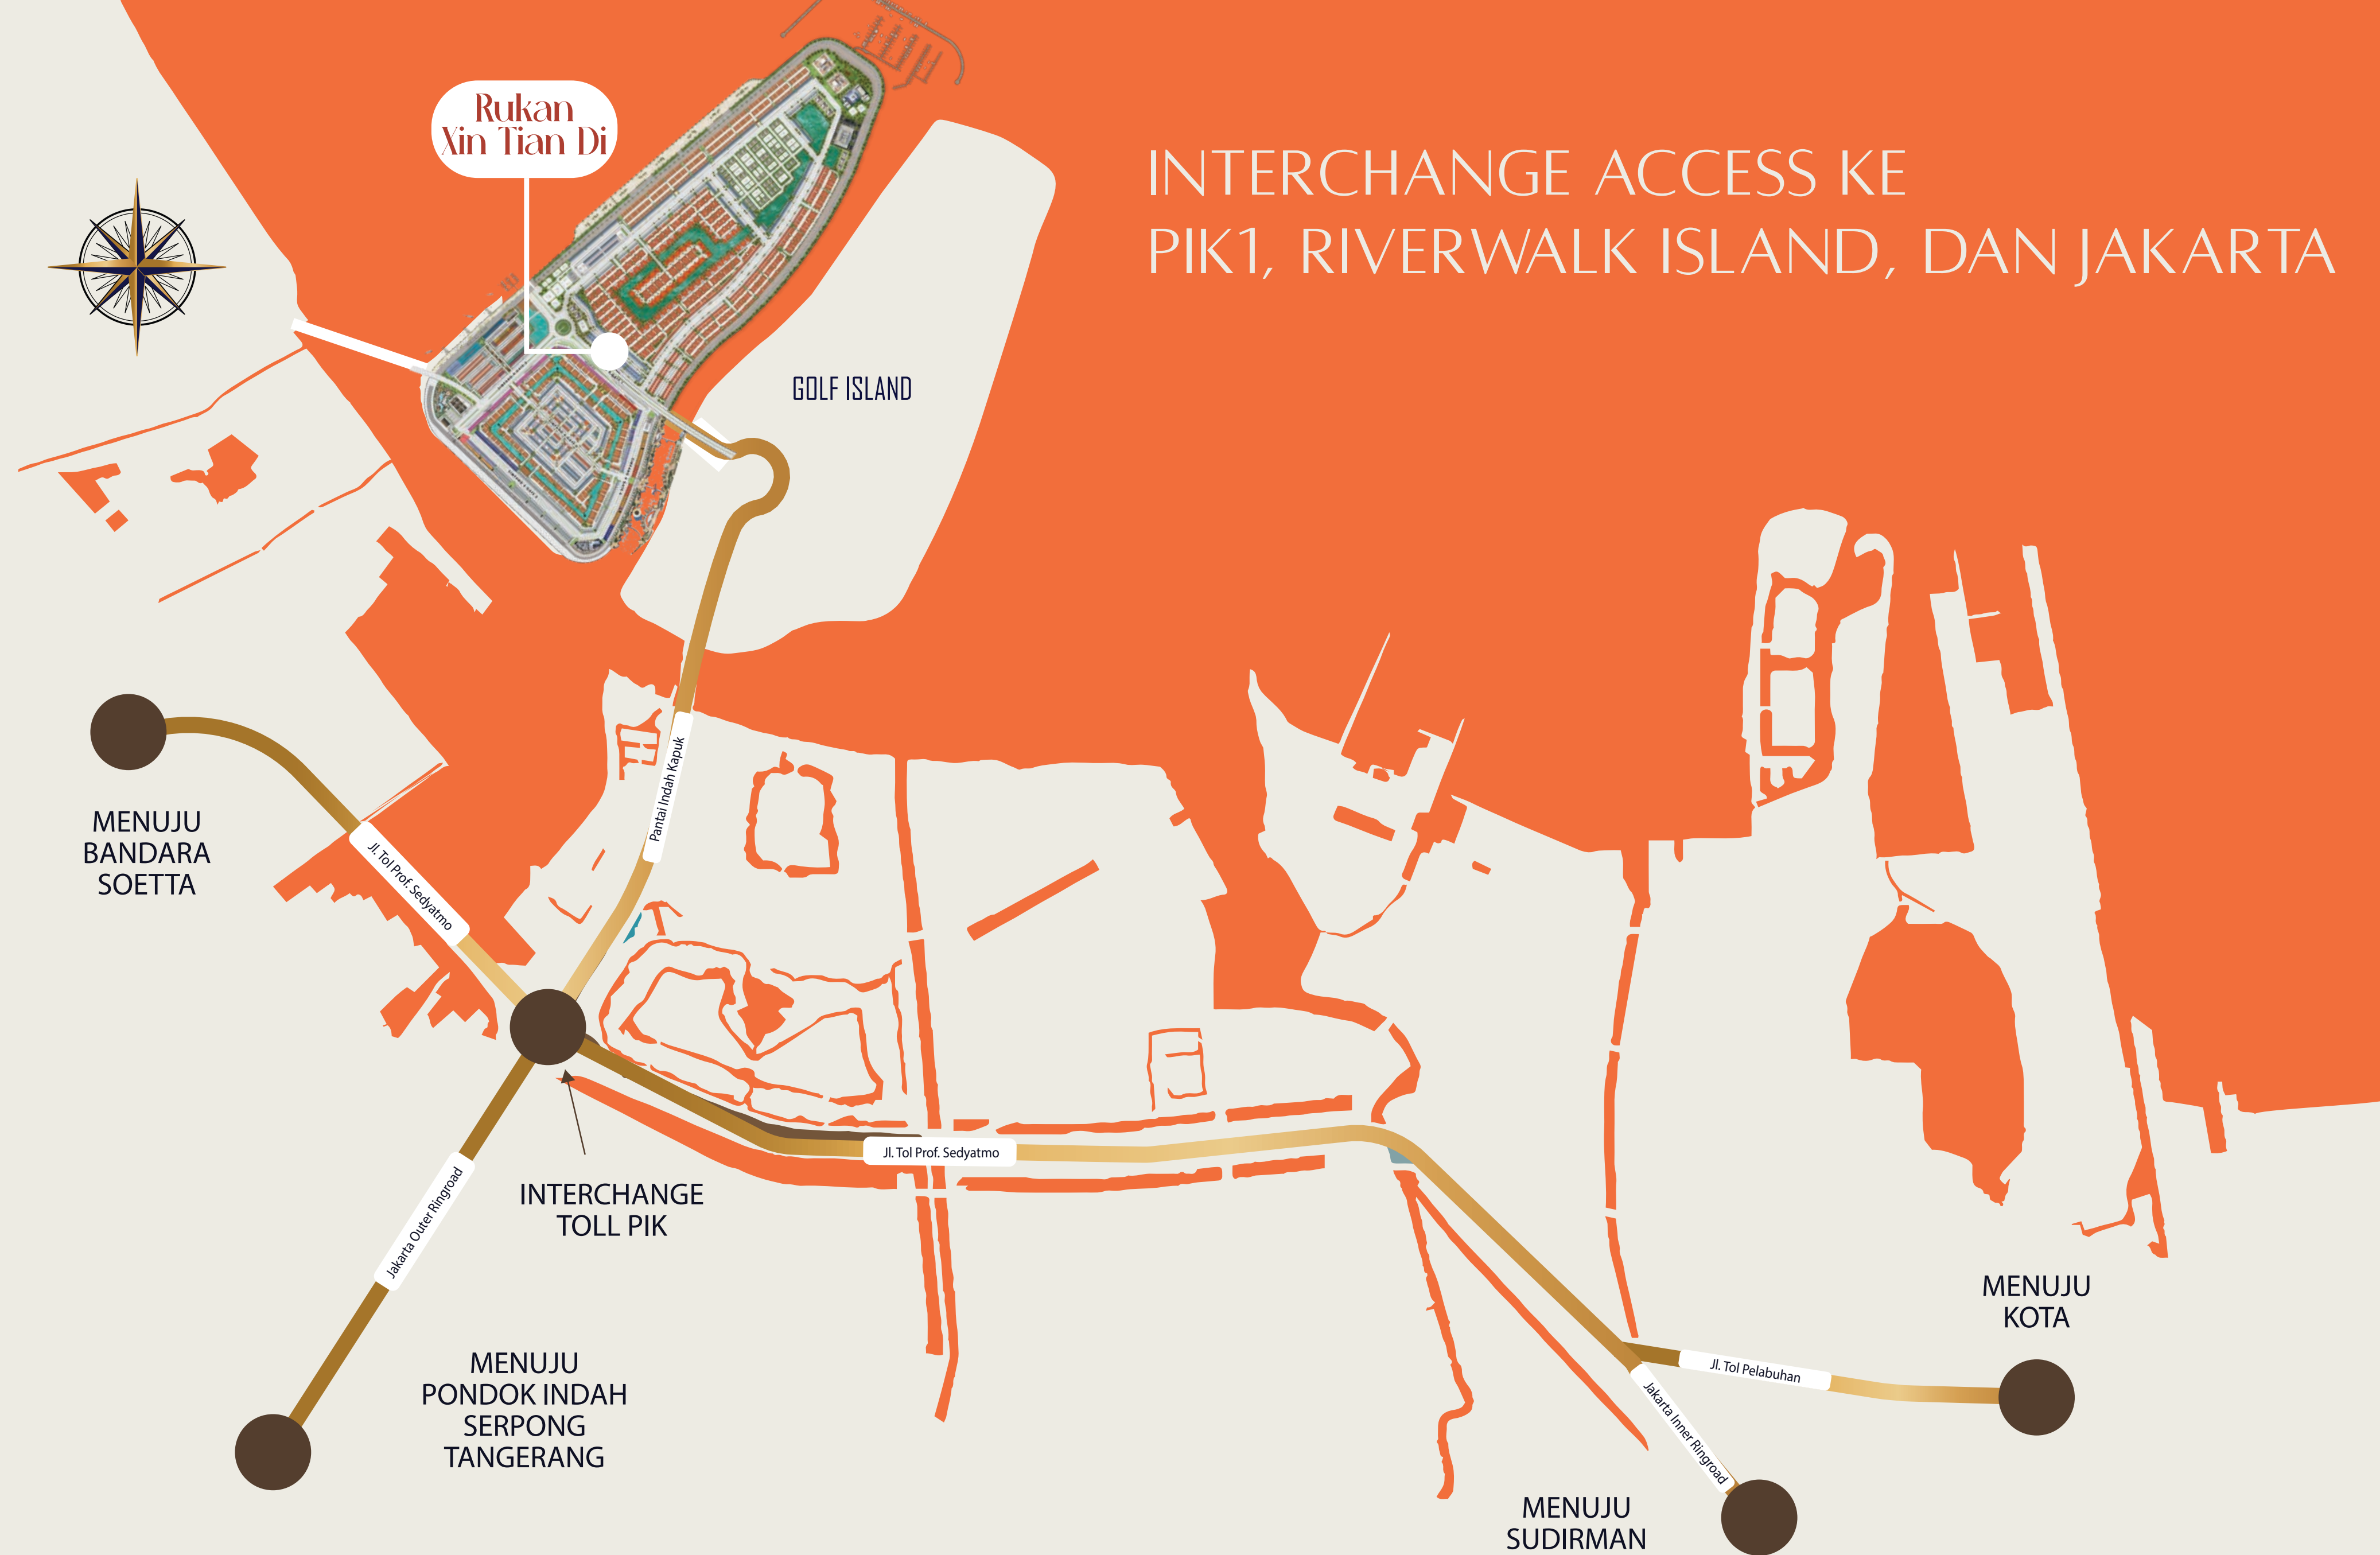 Rukan
Xin Tian Di
INTERCHANGE ACCESS KE
PIK1, RIVERWALK ISLAND, DAN JAKARTA
GOLF ISLAND
Pantai Indah Kapuk
MENUJU
BANDARA
SOETTA
Jl. Tol Prof. Sedyatmo
Jl. Tol Prof. Sedyatmo
INTERCHANGE
TOLL PIK
Jakarta Outer Ringroad
MENUJU
PONDOK INDAH
SERPONG
TANGERANG
MENUJU
KOTA
Jl. Tol Pelabuhan
Jakarta Inner Ringroad
MENUJU
SUDIRMAN